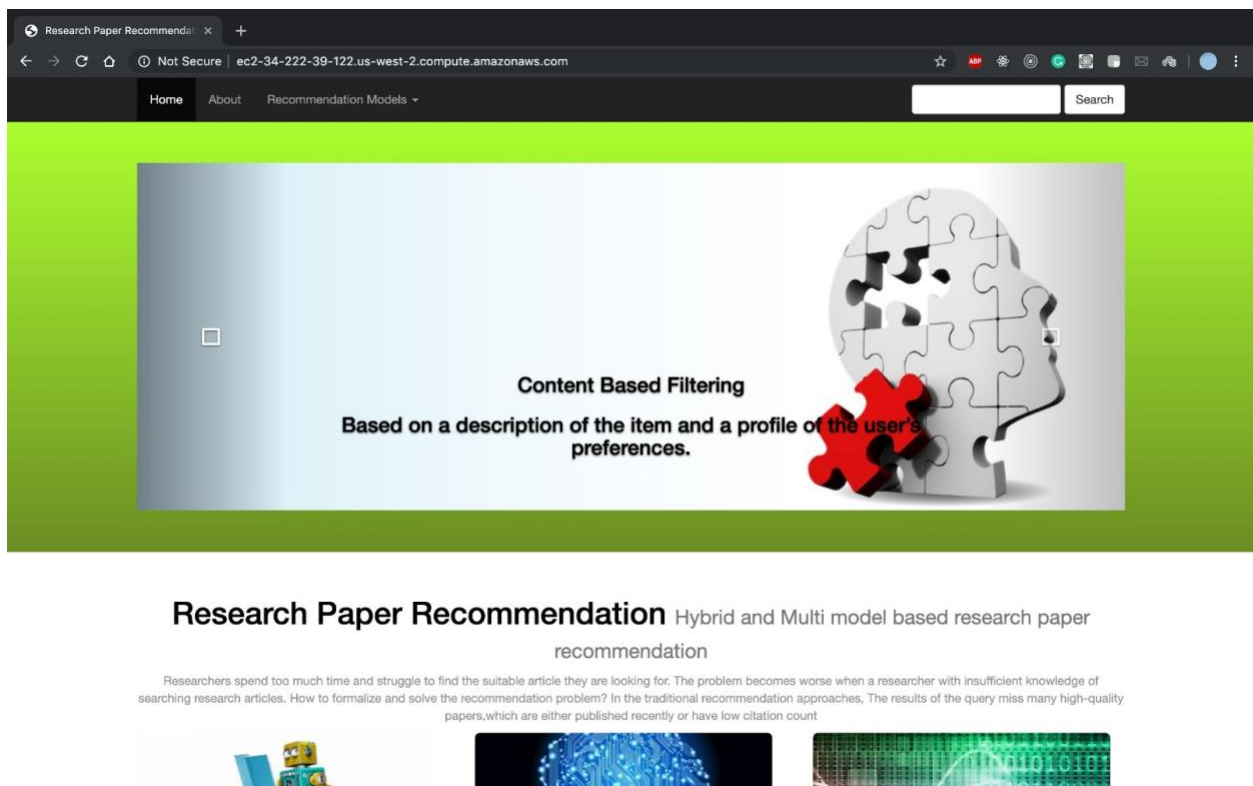 Research Paper Recommendat
Not Secure | ec2-34-222-39-122.us-west-2.compute.amazonaws.com
ABP
Home About Recommendation Models
Search
Content Based Filtering
Based on a description of the item and a profile of the user's
preferences.
Research Paper Recommendation Hybrid and Multi model based research paper
recommendation
Researchers spend too much time and struggle to find the suitable article they are looking for. The problem becomes worse when a researcher with insufficient knowledge of
searching research articles. How to formalize and solve the recommendation problem? In the traditional recommendation approaches, The results of the query miss many high-quality
papers,which are either published recently or have low citation count